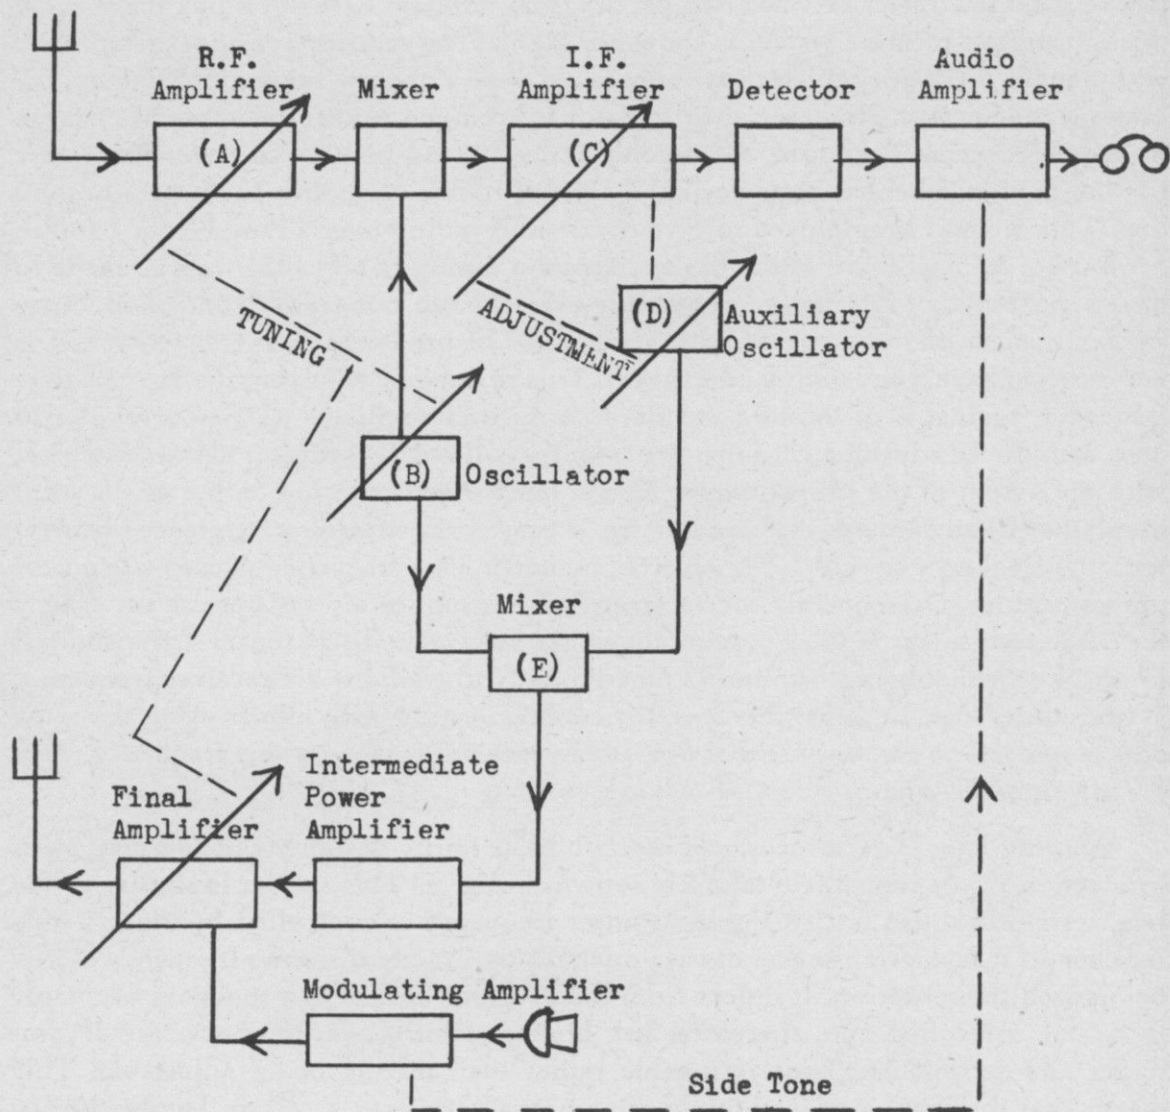 R.F.
Amplifier
Mixer
I.F.
Amplifier
Detector
Audio
Amplifier
(A)
(C)
TUNING
ADJUSTMENT
(D)
Auxiliary
Oscillator
(B)
Oscillator
Mixer
(E)
Intermediate
Power
Amplifier
Final
Amplifier
Modulating Amplifier
Side Tone